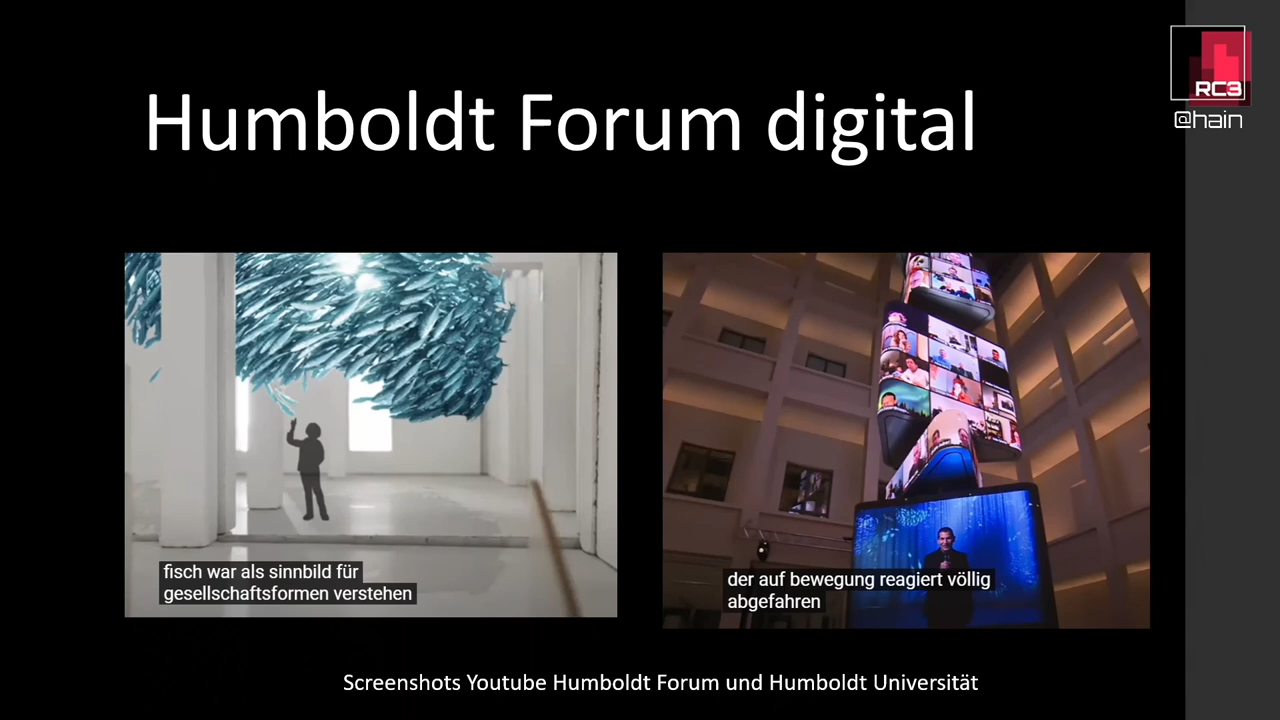 RC3
@hain
Humboldt Forum digital
fisch war als sinnbild für
gesellschaftsformen verstehen
der auf bewegung reagiert völlig
abgefahren
Screenshots Youtube Humboldt Forum und Humboldt Universität